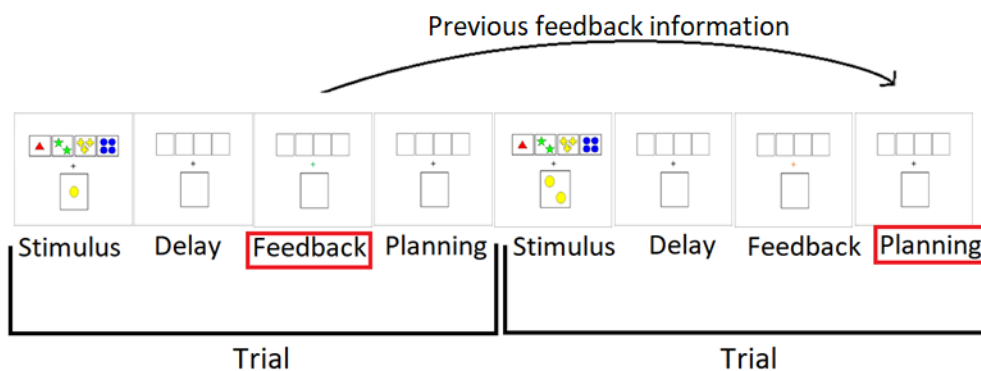 Previous feedback information
Stimulus Delay Feedback Planning Stimulus Delay Feedback Planning
Trial Trial